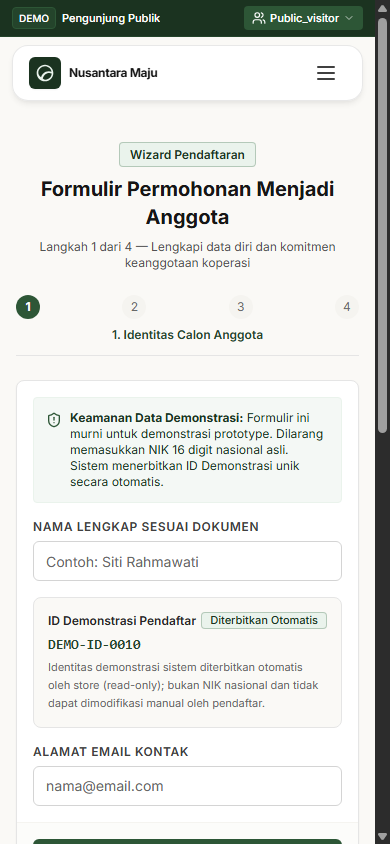 DEMO Pengunjung Publik Public_visitor
Nusantara Maju
Wizard Pendaftaran
Formulir Permohonan Menjadi
Anggota
Langkah 1 dari 4 — Lengkapi data diri dan komitmen
keanggotaan koperasi
1 2 3 4
1. Identitas Calon Anggota
Keamanan Data Demonstrasi: Formulir ini
murni untuk demonstrasi prototype. Dilarang
memasukkan NIK 16 digit nasional asli.
Sistem menerbitkan ID Demonstrasi unik
secara otomatis.
NAMA LENGKAP SESUAI DOKUMEN
Contoh: Siti Rahmawati
ID Demonstrasi Pendaftar Diterbitkan Otomatis
DEMO-ID-0010
Identitas demonstrasi sistem diterbitkan otomatis
oleh store (read-only); bukan NIK nasional dan tidak
dapat dimodifikasi manual oleh pendaftar.
ALAMAT EMAIL KONTAK
nama@email.com